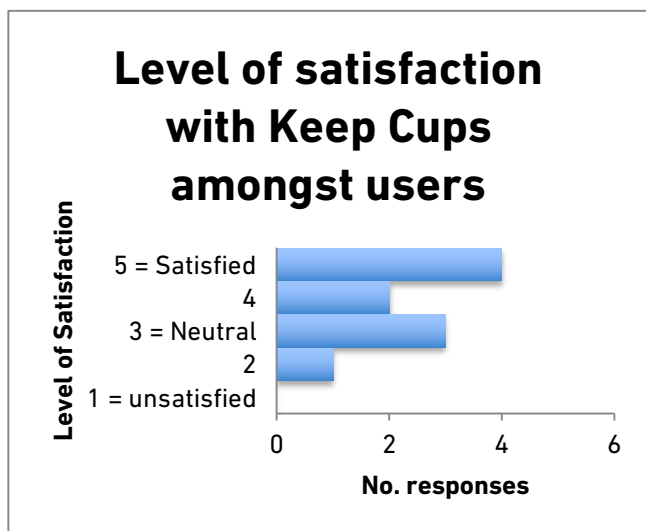 Level of satisfaction
with Keep Cups
amongst users
Level of Satisfaction
5 = Satisfied
4
3 = Neutral
2
1 = unsatisfied
0 2 4 6
No. responses